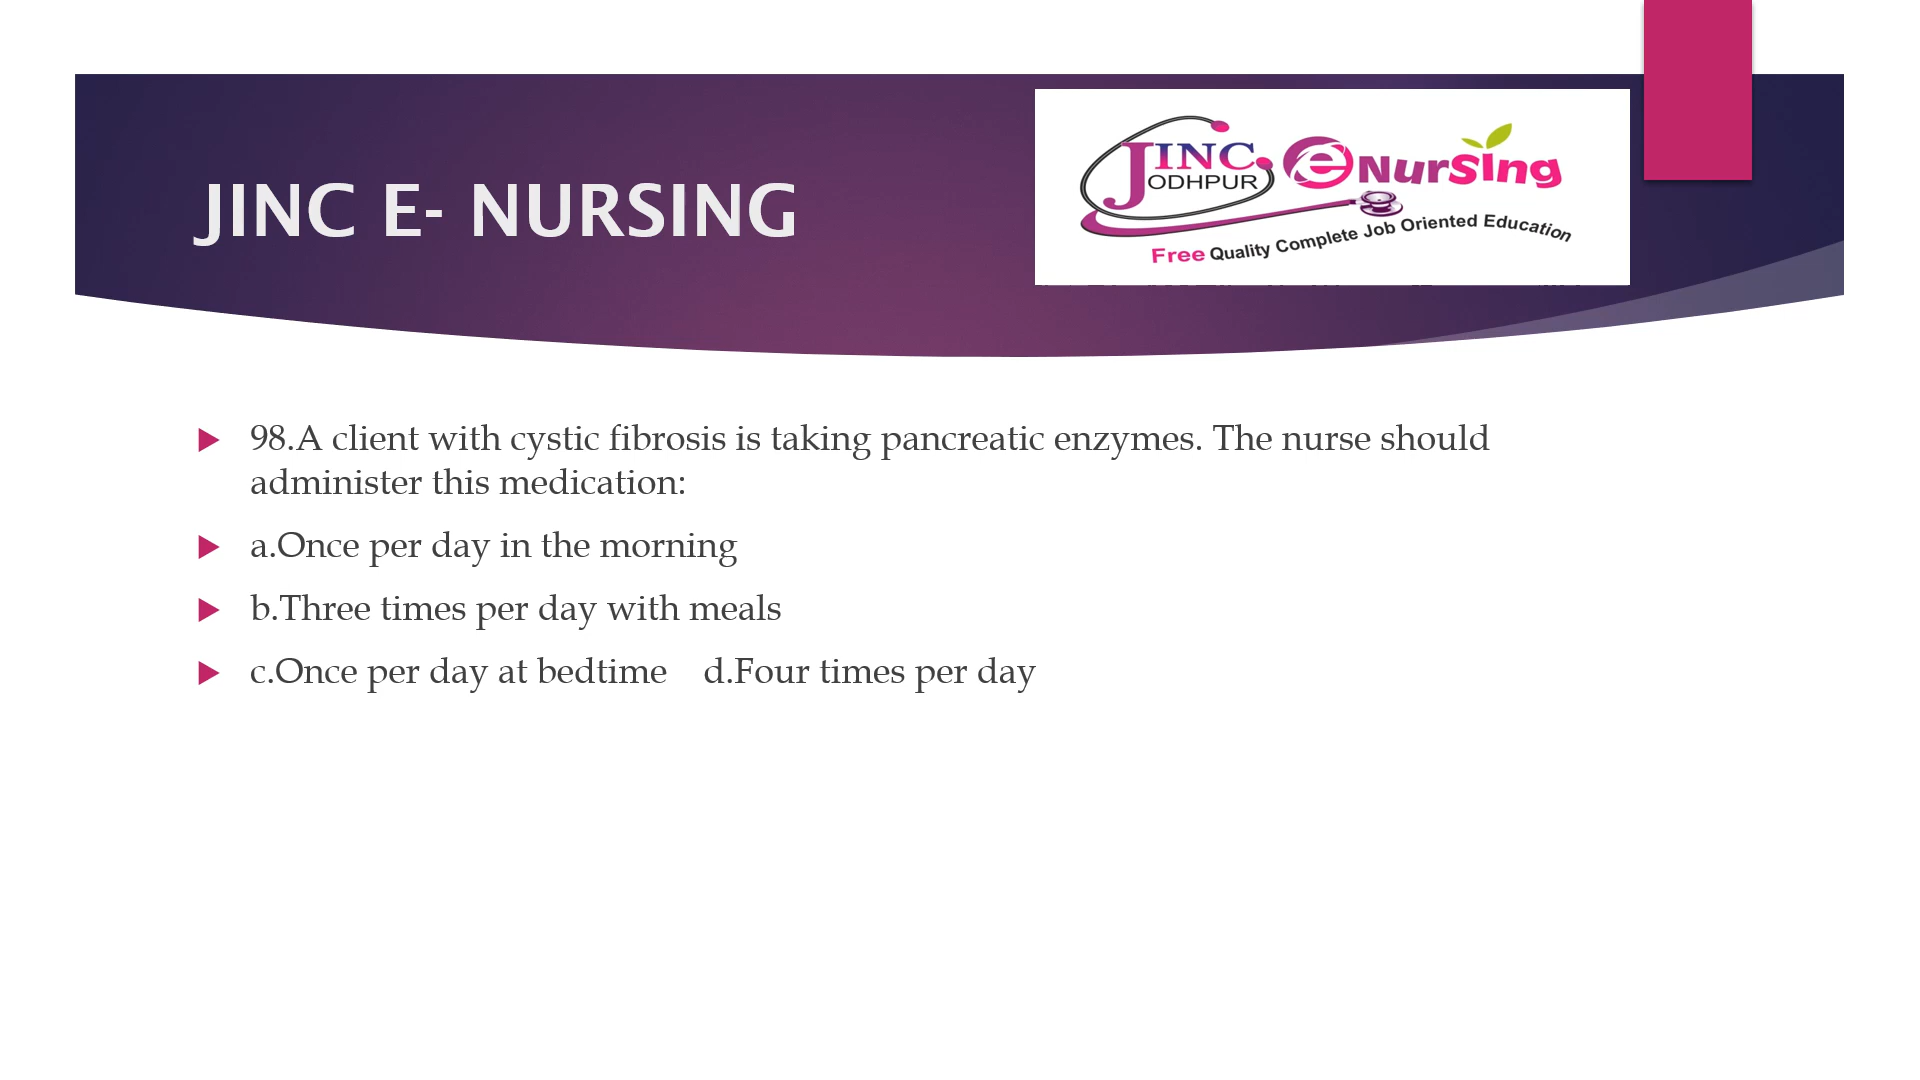 JINC E- NURSING
JINC
ODHPUR
eNurSIng
Free Quality Complete Job Oriented Education
98.A client with cystic fibrosis is taking pancreatic enzymes. The nurse should
administer this medication:
a.Once per day in the morning
b.Three times per day with meals
c.Once per day at bedtime    d.Four times per day